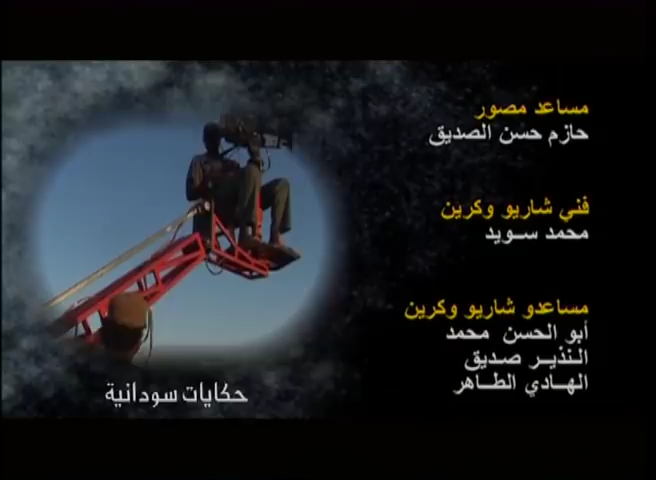 مساعد مصور
حازم حسن الصديق
فني شاريو وكرين
محمد سويد
مساعدو شاريو وكرين
أبو الحسن محمد
النذير صديق
الهادي الطاهر
حكايات سودانية